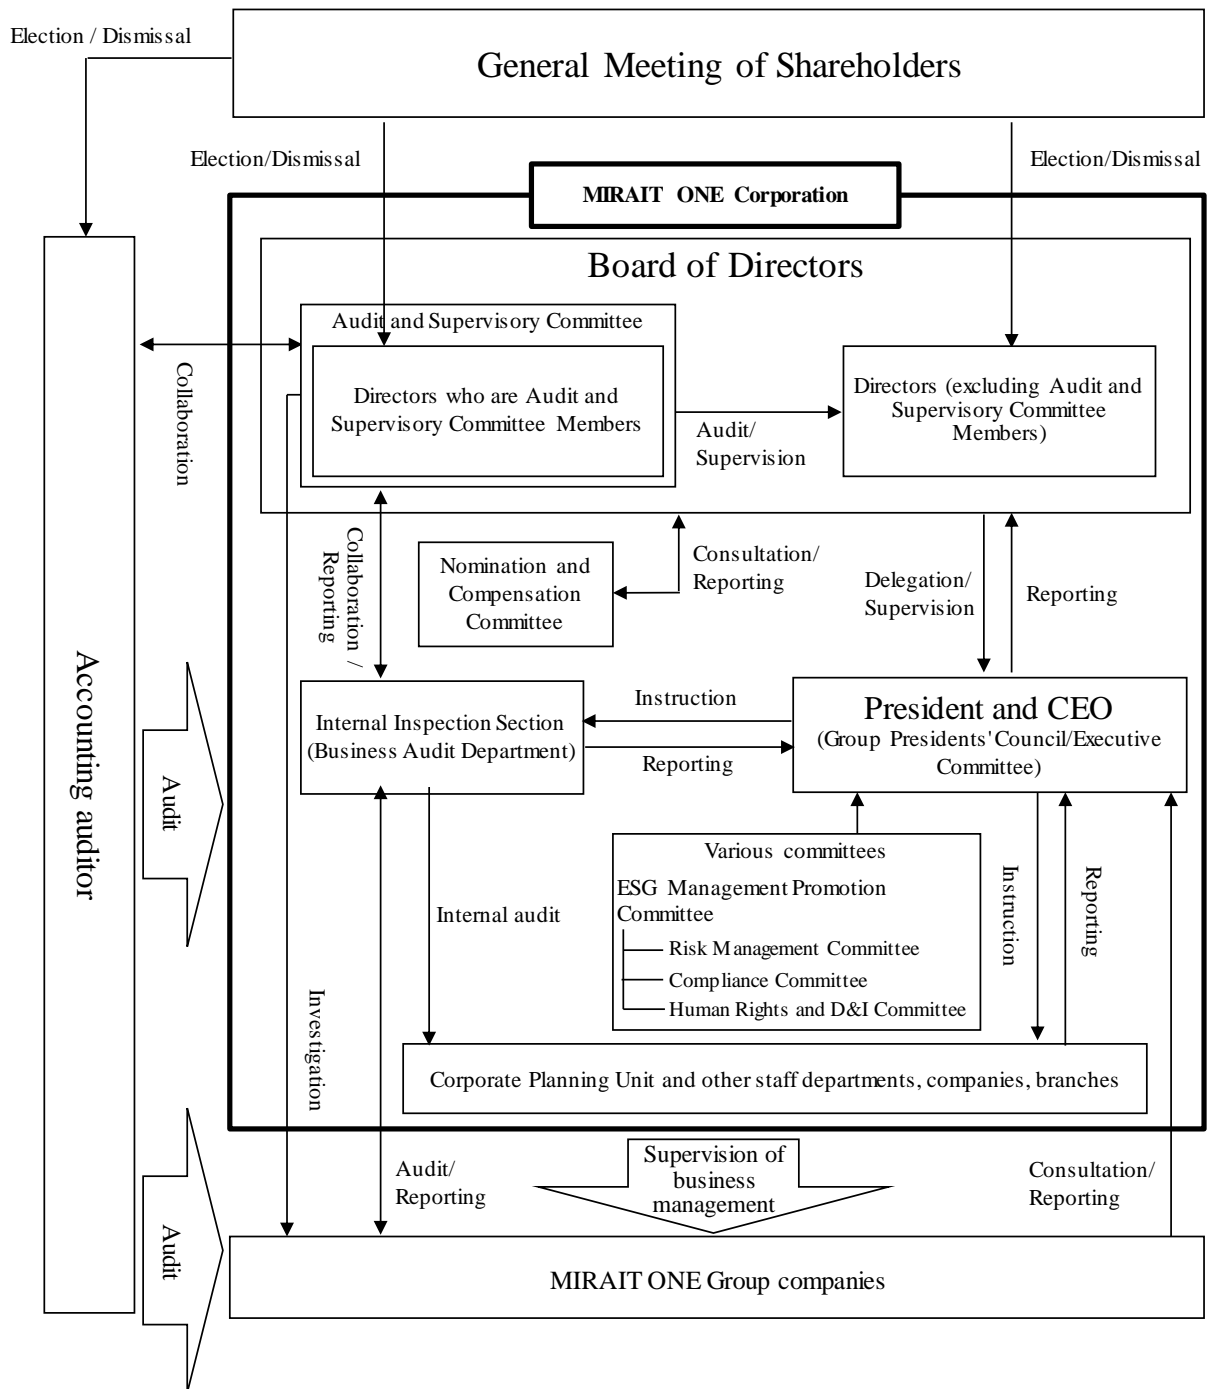 Election / Dismissal
General Meeting of Shareholders
Election/Dismissal
Election/Dismissal
MIRAIT ONE Corporation
Board of Directors
Audit and Supervisory Committee
Directors who are Audit and
Supervisory Committee Members
Audit/
Supervision
Directors (excluding Audit and
Supervisory Committee
Members)
Collaboration
Collaboration /
Reporting
Nomination and
Compensation
Committee
Consultation/
Reporting
Delegation/
Supervision
Reporting
Accounting auditor
Audit
Internal Inspection Section
(Business Audit Department)
Instruction
Reporting
President and CEO
(Group Presidents' Council/Executive
Committee)
Various committees
ESG Management Promotion
Committee
Risk Management Committee
Compliance Committee
Human Rights and D&I Committee
Instruction
Reporting
Internal audit
Investigation
Corporate Planning Unit and other staff departments, companies, branches
Audit/
Reporting
Supervision of
business
management
Consultation/
Reporting
Audit
MIRAIT ONE Group companies